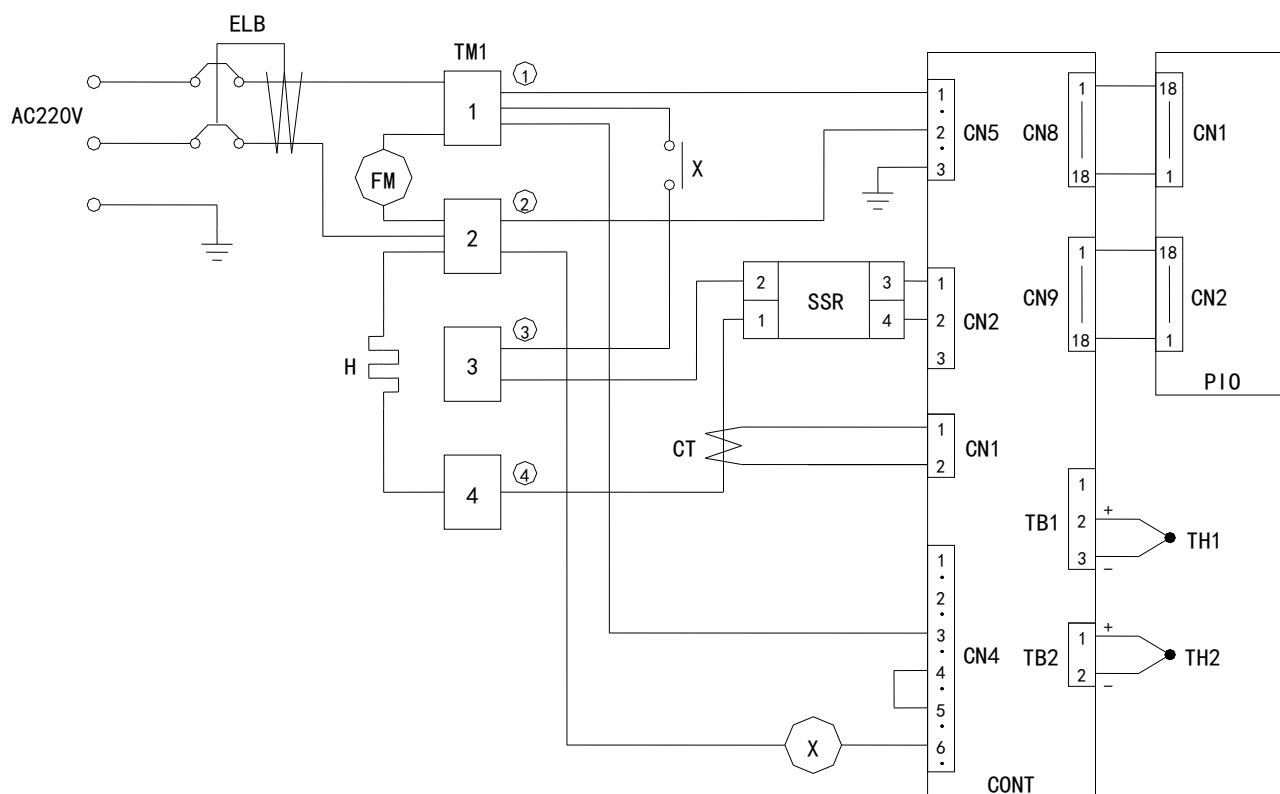 ELB
TM1
AC220V
①
1
FM
X
②
2
③
3
H
④
4
2 SSR 3
1 4
CT
1
2
3
CN5
1
2
3
CN2
1
2
CN1
1
2
3
4
5
6
CN4
X
CONT
CN8
1
18
18
1
CN1
CN9
1
18
18
1
CN2
PIO
TB1
1
2
3
+
-
TH1
TB2
1
2
+
-
TH2